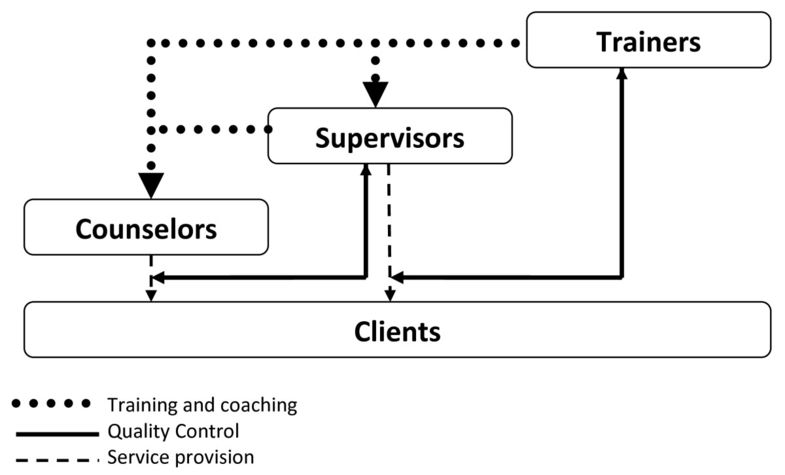 Trainers
Supervisors
Counselors
Clients
Training and coaching
Quality Control
Service provision